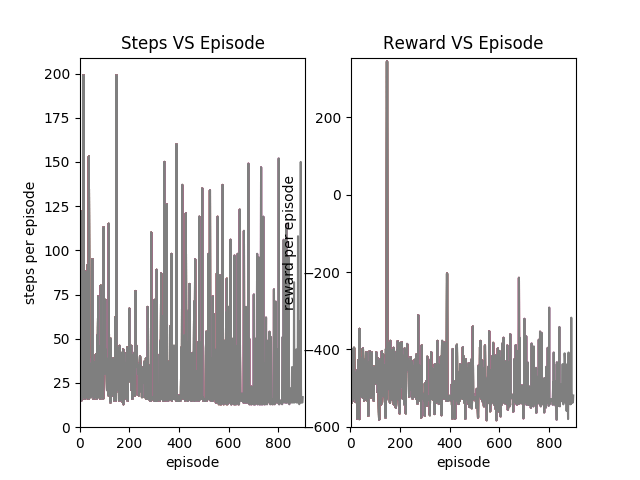 Steps VS Episode
steps per episode
200
175
150
125
100
75
50
25
0
0 200 400 600 800
episode
Reward VS Episode
reward per episode
200
0
−200
−400
−600
0 200 400 600 800
episode